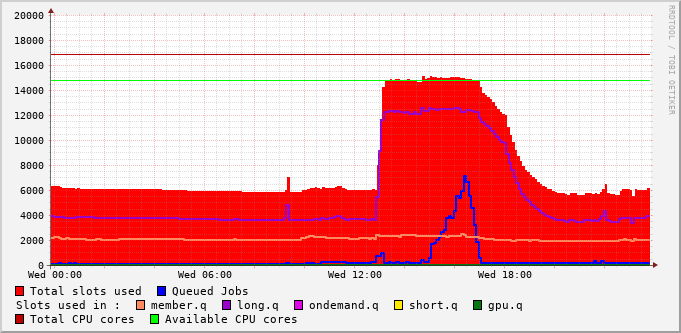 20000
18000
16000
14000
12000
10000
8000
6000
4000
2000
0
Wed 00:00 Wed 06:00 Wed 12:00 Wed 18:00
Total slots used Queued Jobs
Slots used in : member.q long.q ondemand.q short.q gpu.q
Total CPU cores Available CPU cores
RRDTOOL / TOBI OETIKER